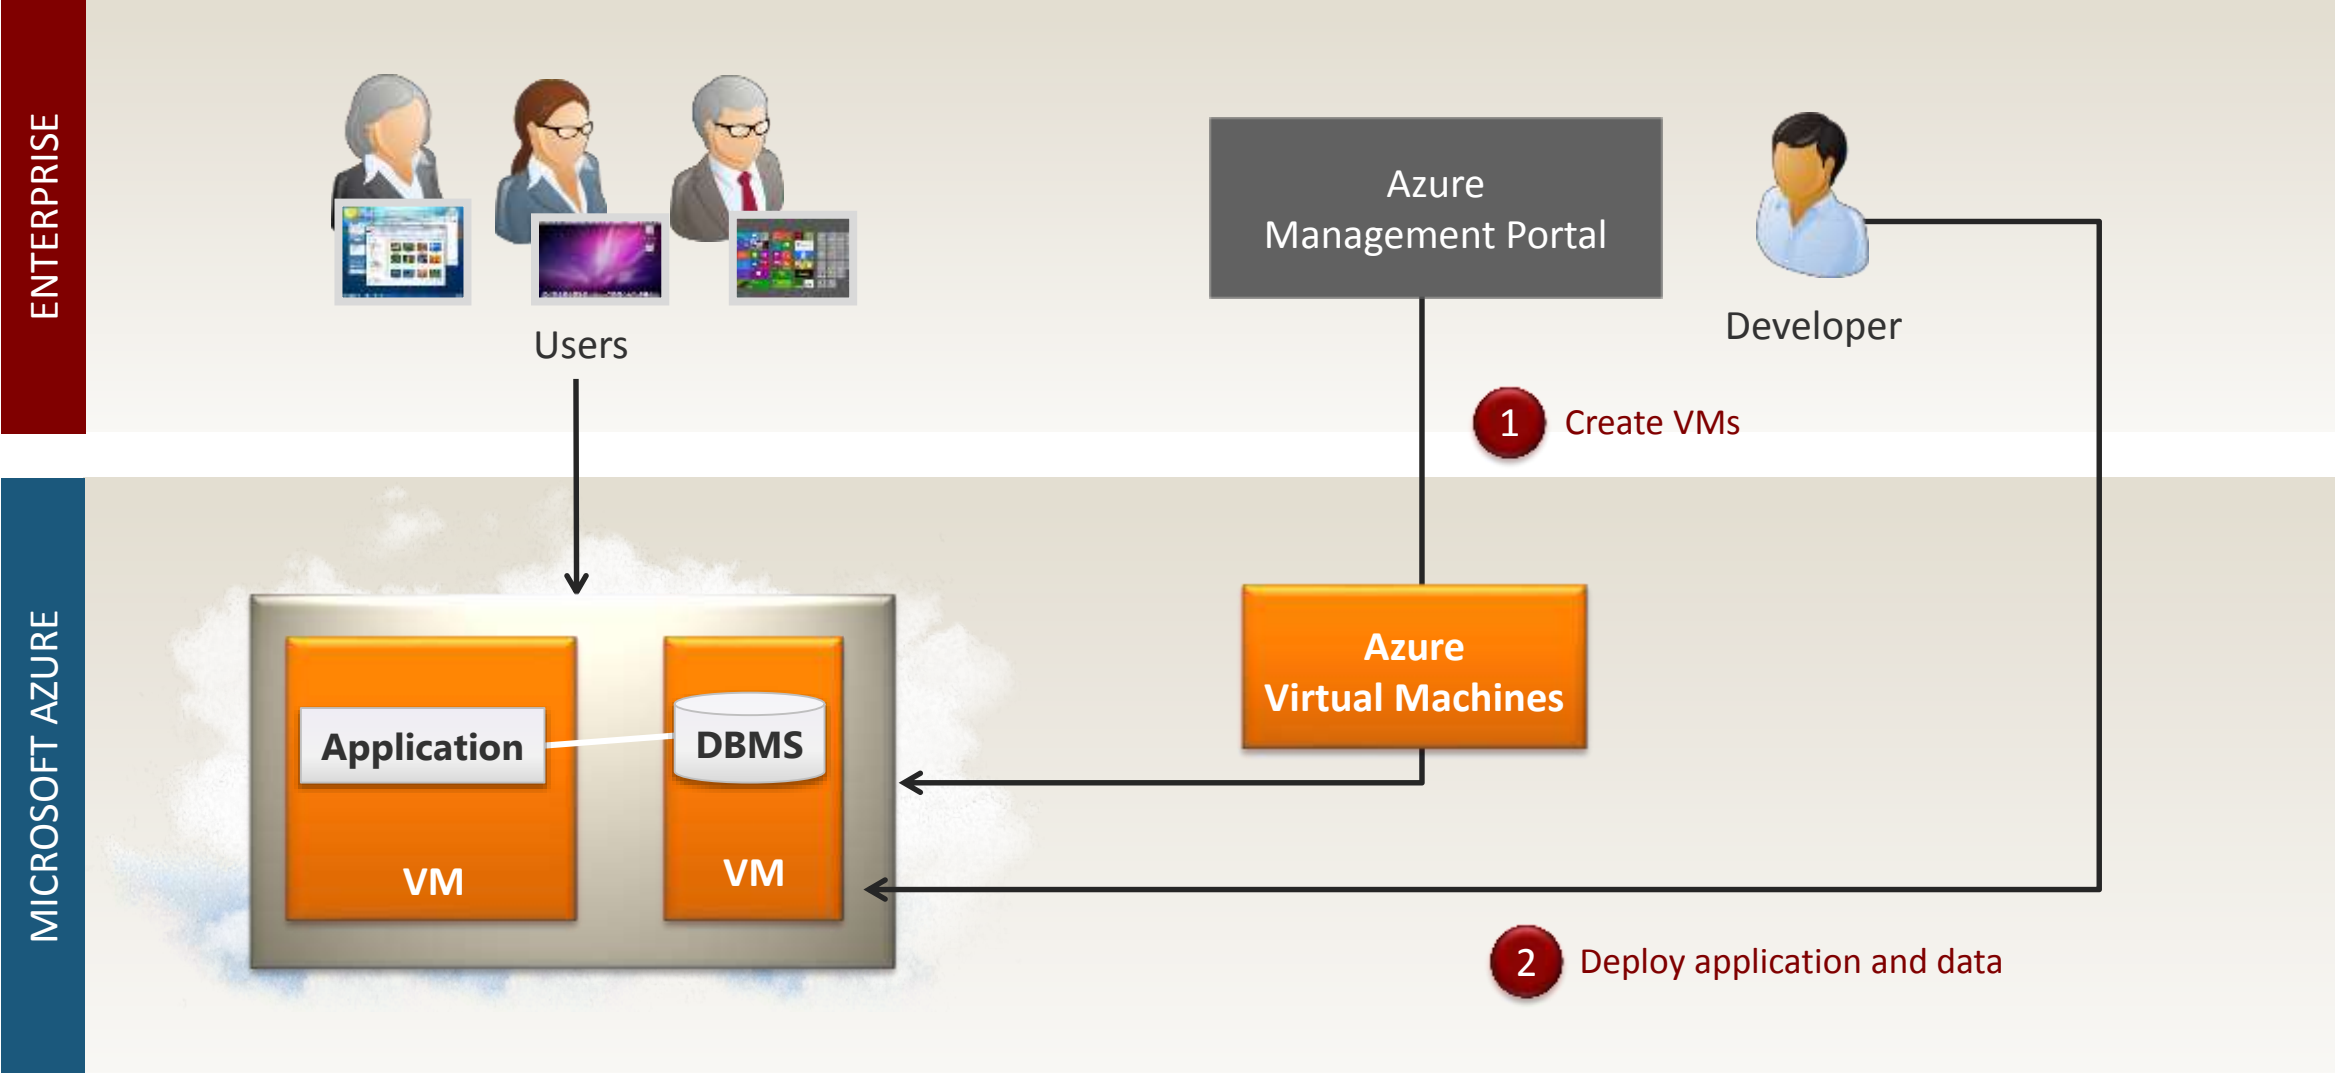 ENTERPRISE
Users
Azure
Management Portal
Developer
1
Create VMs
MICROSOFT AZURE
Application
DBMS
VM
VM
Azure
Virtual Machines
2
Deploy application and data